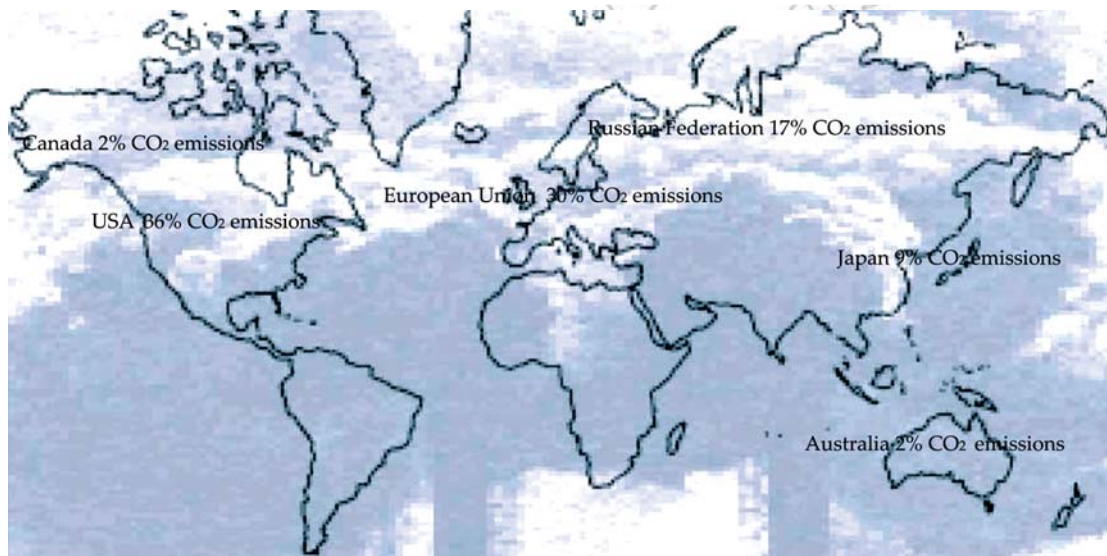 Russian Federation 17% CO₂ emissions
Canada 2% CO₂ emissions
European Union 30% CO₂ emissions
USA 36% CO₂ emissions
Japan 9% CO₂ emissions
Australia 2% CO₂ emissions